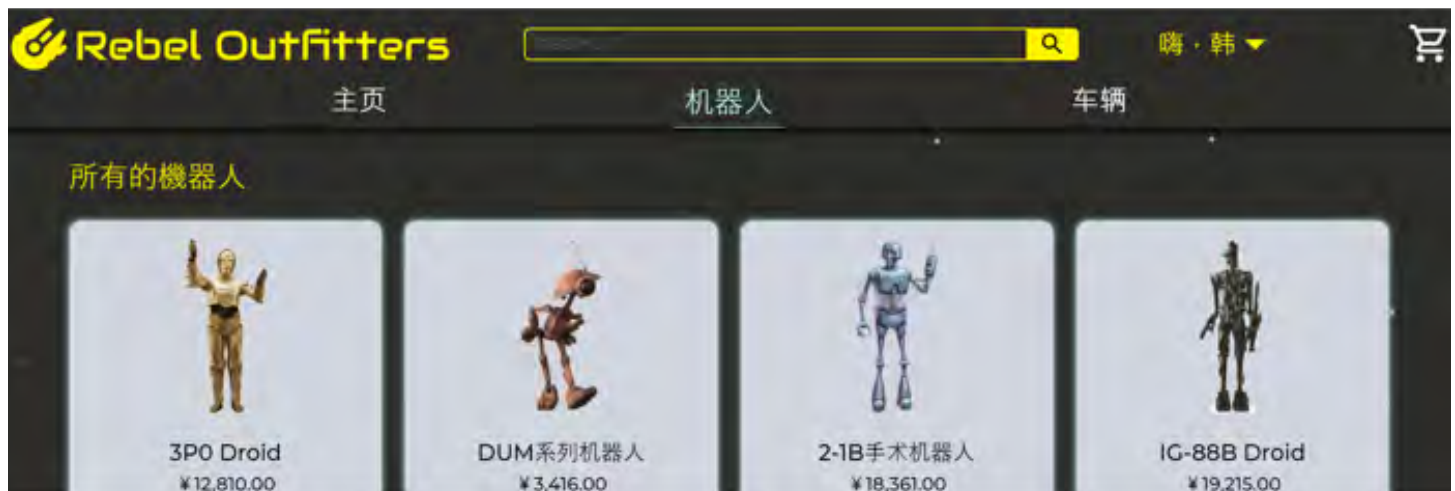 Rebel Outfitters
嗨·韩
主页 机器人 车辆
所有的機器人
3P0 Droid DUM系列机器人 2-1B手术机器人 IG-88B Droid
¥12,810.00 ¥3,416.00 ¥18,361.00 ¥19,215.00